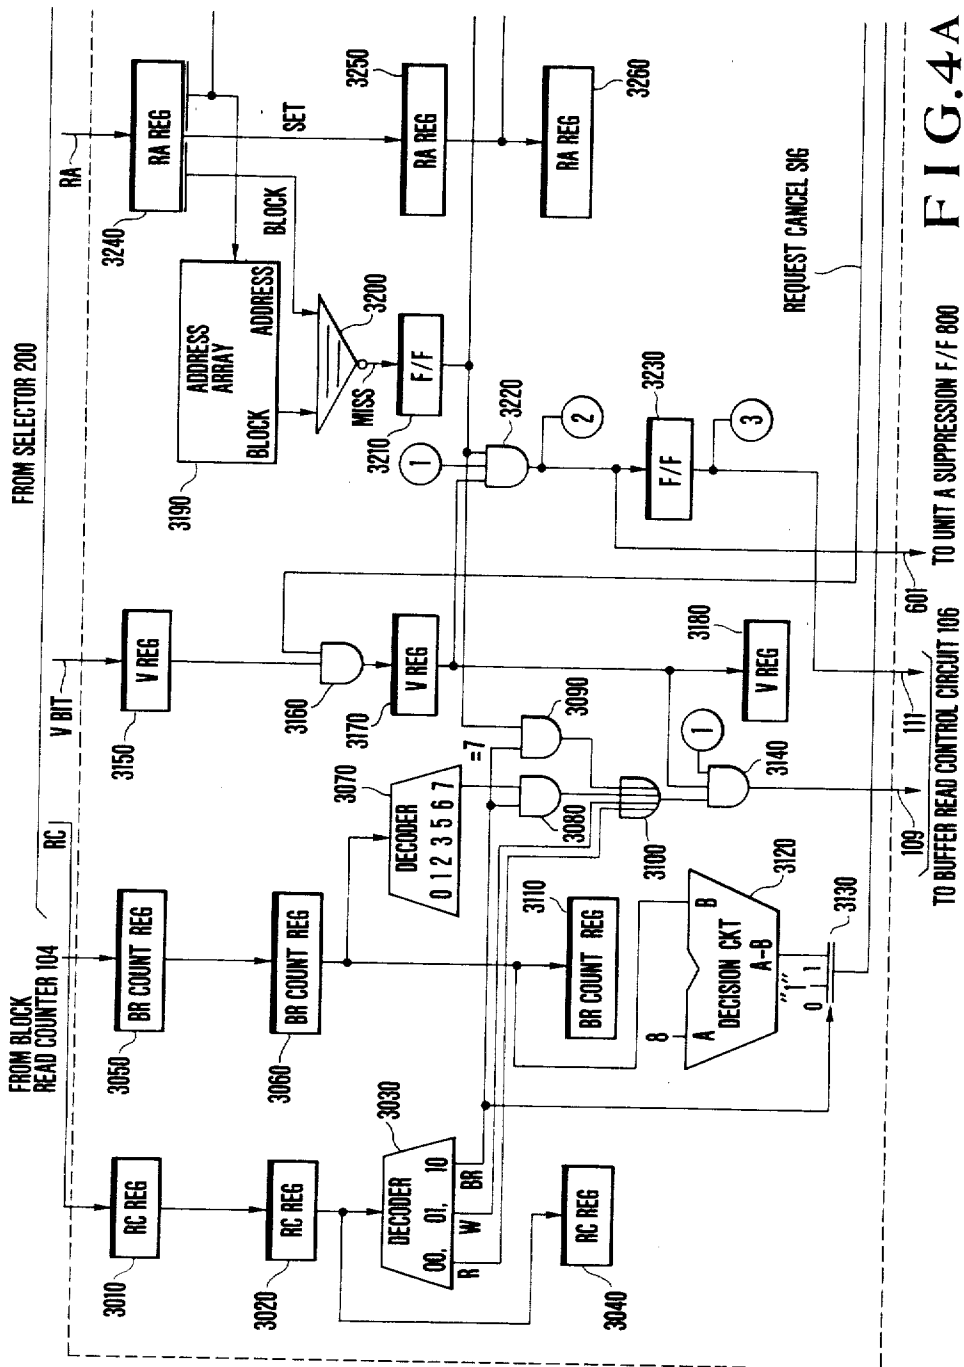 FROM BLOCK
READ COUNTER 104
RC
V BIT
FROM SELECTOR 200
RA
3010
RC REG
3050
BR COUNT REG
3150
V REG
3240
RA REG
3020
RC REG
3060
BR COUNT REG
3160
3190
ADDRESS
ARRAY
BLOCK
ADDRESS
BLOCK
SET
3200
MISS
3030
DECODER
00, 01, 10
R
W
BR
3070
DECODER
0 1 2 3 5 6 7
=7
3170
V REG
3210
F/F
3250
RA REG
3080
3090
1
3220
2
3040
RC REG
3110
BR COUNT REG
3100
3180
V REG
3230
F/F
3
3260
RA REG
8
A
B
DECISION CKT
A-B
3120
1
3140
"1"
0
1
3130
REQUEST CANCEL SIG
109
111
601
TO BUFFER READ CONTROL CIRCUIT 106
TO UNIT A SUPPRESSION F/F 800
FIG.4A